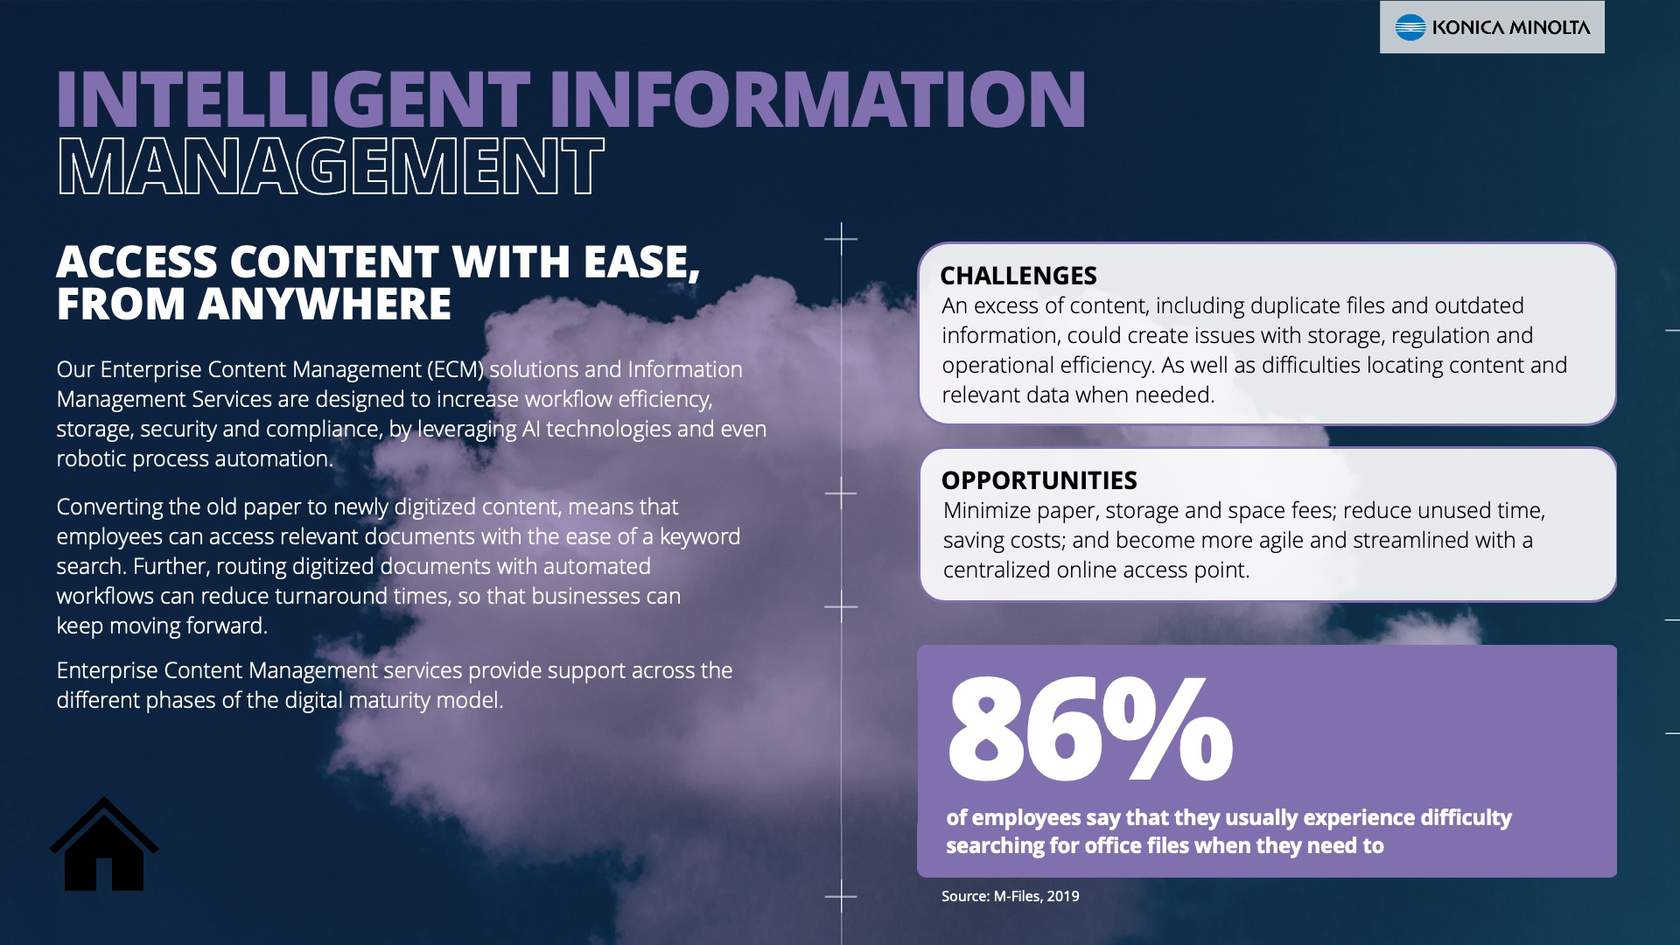 KONICA MINOLTA
INTELLIGENT INFORMATION
MANAGEMENT
ACCESS CONTENT WITH EASE,
FROM ANYWHERE
Our Enterprise Content Management (ECM) solutions and Information
Management Services are designed to increase workflow efficiency,
storage, security and compliance, by leveraging AI technologies and even
robotic process automation.
Converting the old paper to newly digitized content, means that
employees can access relevant documents with the ease of a keyword
search. Further, routing digitized documents with automated
workflows can reduce turnaround times, so that businesses can
keep moving forward.
Enterprise Content Management services provide support across the
different phases of the digital maturity model.
CHALLENGES
An excess of content, including duplicate files and outdated
information, could create issues with storage, regulation and
operational efficiency. As well as difficulties locating content and
relevant data when needed.
OPPORTUNITIES
Minimize paper, storage and space fees; reduce unused time,
saving costs; and become more agile and streamlined with a
centralized online access point.
86%
of employees say that they usually experience difficulty
searching for office files when they need to
Source: M-Files, 2019